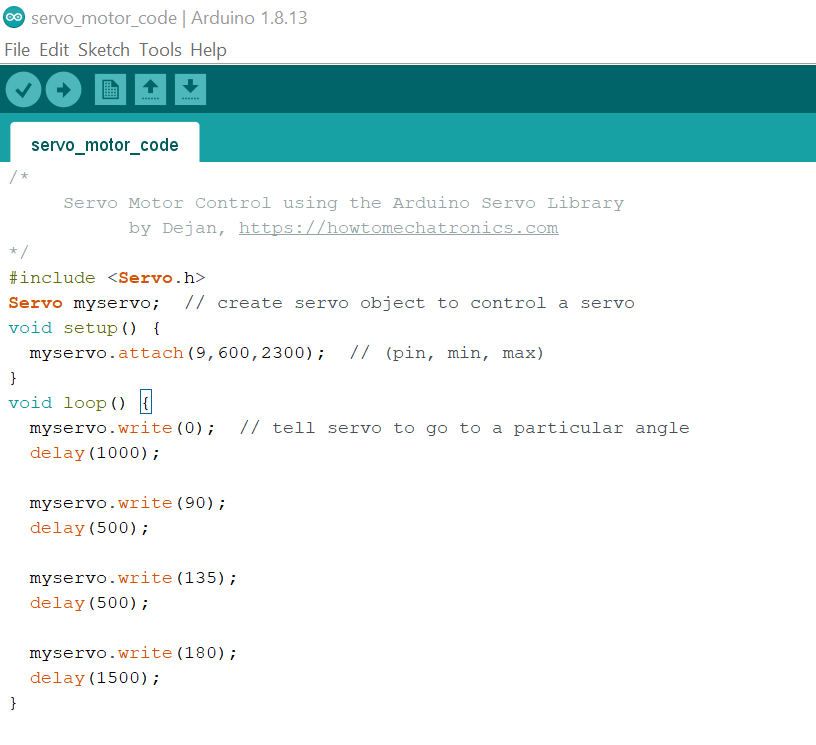 servo_motor_code | Arduino 1.8.13
File Edit Sketch Tools Help
servo_motor_code
/*
     Servo Motor Control using the Arduino Servo Library
           by Dejan, https://howtomechatronics.com
*/
#include <Servo.h>
Servo myservo;  // create servo object to control a servo
void setup() {
  myservo.attach(9,600,2300);  // (pin, min, max)
}
void loop() {
  myservo.write(0);  // tell servo to go to a particular angle
  delay(1000);

  myservo.write(90);
  delay(500);

  myservo.write(135);
  delay(500);

  myservo.write(180);
  delay(1500);
}